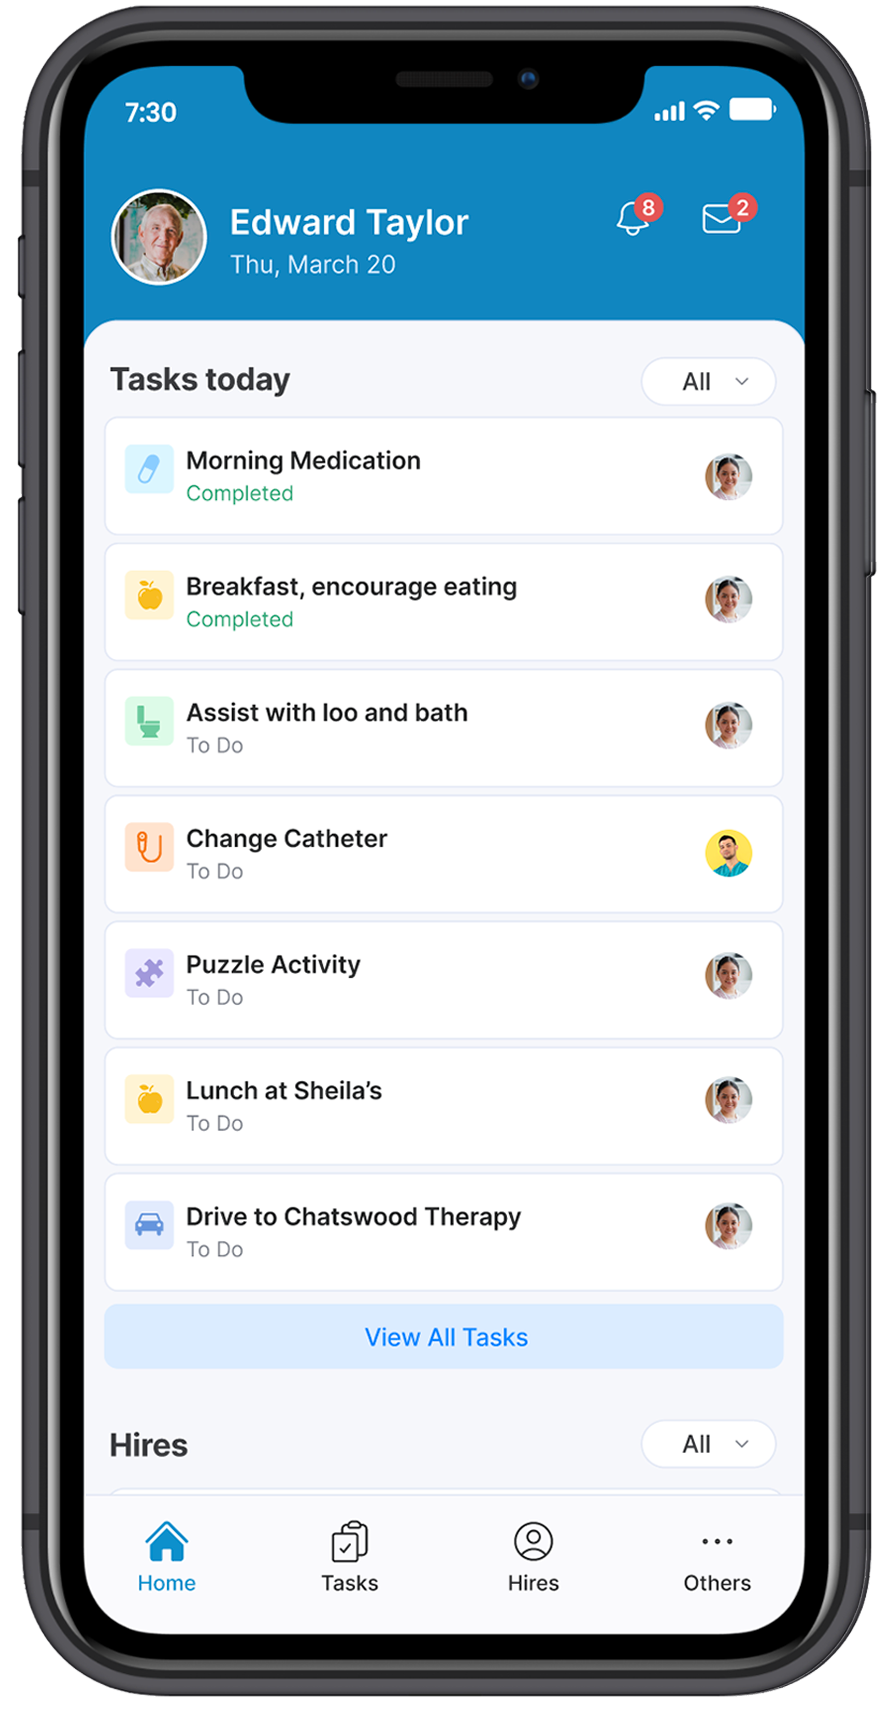 7:30
Edward Taylor
8
2
Thu, March 20
Tasks today
All
Morning Medication
Completed
Breakfast, encourage eating
Completed
Assist with loo and bath
To Do
Change Catheter
To Do
Puzzle Activity
To Do
Lunch at Sheila’s
To Do
Drive to Chatswood Therapy
To Do
View All Tasks
Hires
All
Home
Tasks
Hires
Others